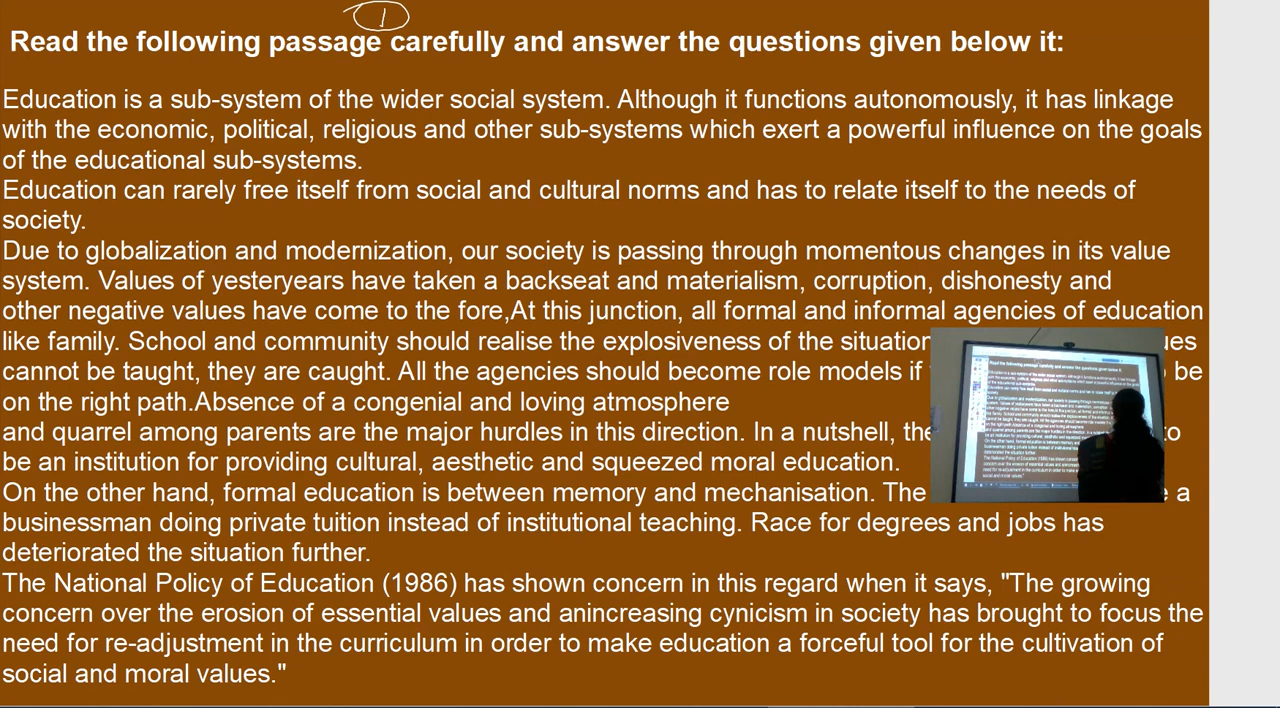 1
Read the following passage carefully and answer the questions given below it:
Education is a sub-system of the wider social system. Although it functions autonomously, it has linkage
with the economic, political, religious and other sub-systems which exert a powerful influence on the goals
of the educational sub-systems.
Education can rarely free itself from social and cultural norms and has to relate itself to the needs of
society.
Due to globalization and modernization, our society is passing through momentous changes in its value
system. Values of yesteryears have taken a backseat and materialism, corruption, dishonesty and
other negative values have come to the fore,At this junction, all formal and informal agencies of education
like family. School and community should realise the explosiveness of the situation ues
cannot be taught, they are caught. All the agencies should become role models if be
on the right path.Absence of a congenial and loving atmosphere
and quarrel among parents are the major hurdles in this direction. In a nutshell, the to
be an institution for providing cultural, aesthetic and squeezed moral education.
On the other hand, formal education is between memory and mechanisation. The a
businessman doing private tuition instead of institutional teaching. Race for degrees and jobs has
deteriorated the situation further.
The National Policy of Education (1986) has shown concern in this regard when it says, "The growing
concern over the erosion of essential values and anincreasing cynicism in society has brought to focus the
need for re-adjustment in the curriculum in order to make education a forceful tool for the cultivation of
social and moral values."